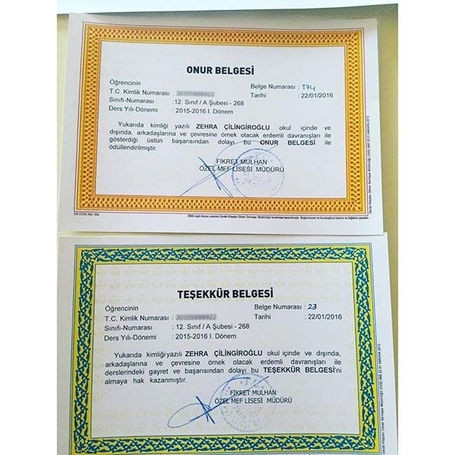 ONUR BELGESİ
Öğrencinin
T.C. Kimlik Numarası : Belge Numarası : 174
Sınıfı-Numarası : 12. Sınıf / A Şubesi - 268 Tarihi : 22/01/2016
Ders Yılı-Dönemi : 2015-2016 I. Dönem
Yukarıda kimliği yazılı ZEHRA ÇİLİNGİROĞLU okul içinde ve
dışında, arkadaşlarına ve çevresine örnek olacak erdemli davranışları ile
gösterdiği üstün başarısından dolayı bu ONUR BELGESİ ile
ödüllendirilmiştir.
FİKRET MULHAN
ÖZEL MEF LİSESİ MÜDÜRÜ
TEŞEKKÜR BELGESİ
Öğrencinin Belge Numarası : 23
T.C. Kimlik Numarası : Tarihi : 22/01/2016
Sınıfı-Numarası : 12. Sınıf / A Şubesi - 268
Ders Yılı-Dönemi : 2015-2016 I. Dönem
Yukarıda kimliği yazılı ZEHRA ÇİLİNGİROĞLU okul içinde ve dışında,
arkadaşlarına ve çevresine örnek olacak erdemli davranışları ile
derslerindeki gayret ve başarısından dolayı bu TEŞEKKÜR BELGESİ'ni
almaya hak kazanmıştır.
FİKRET MULHAN
ÖZEL MEF LİSESİ MÜDÜRÜ